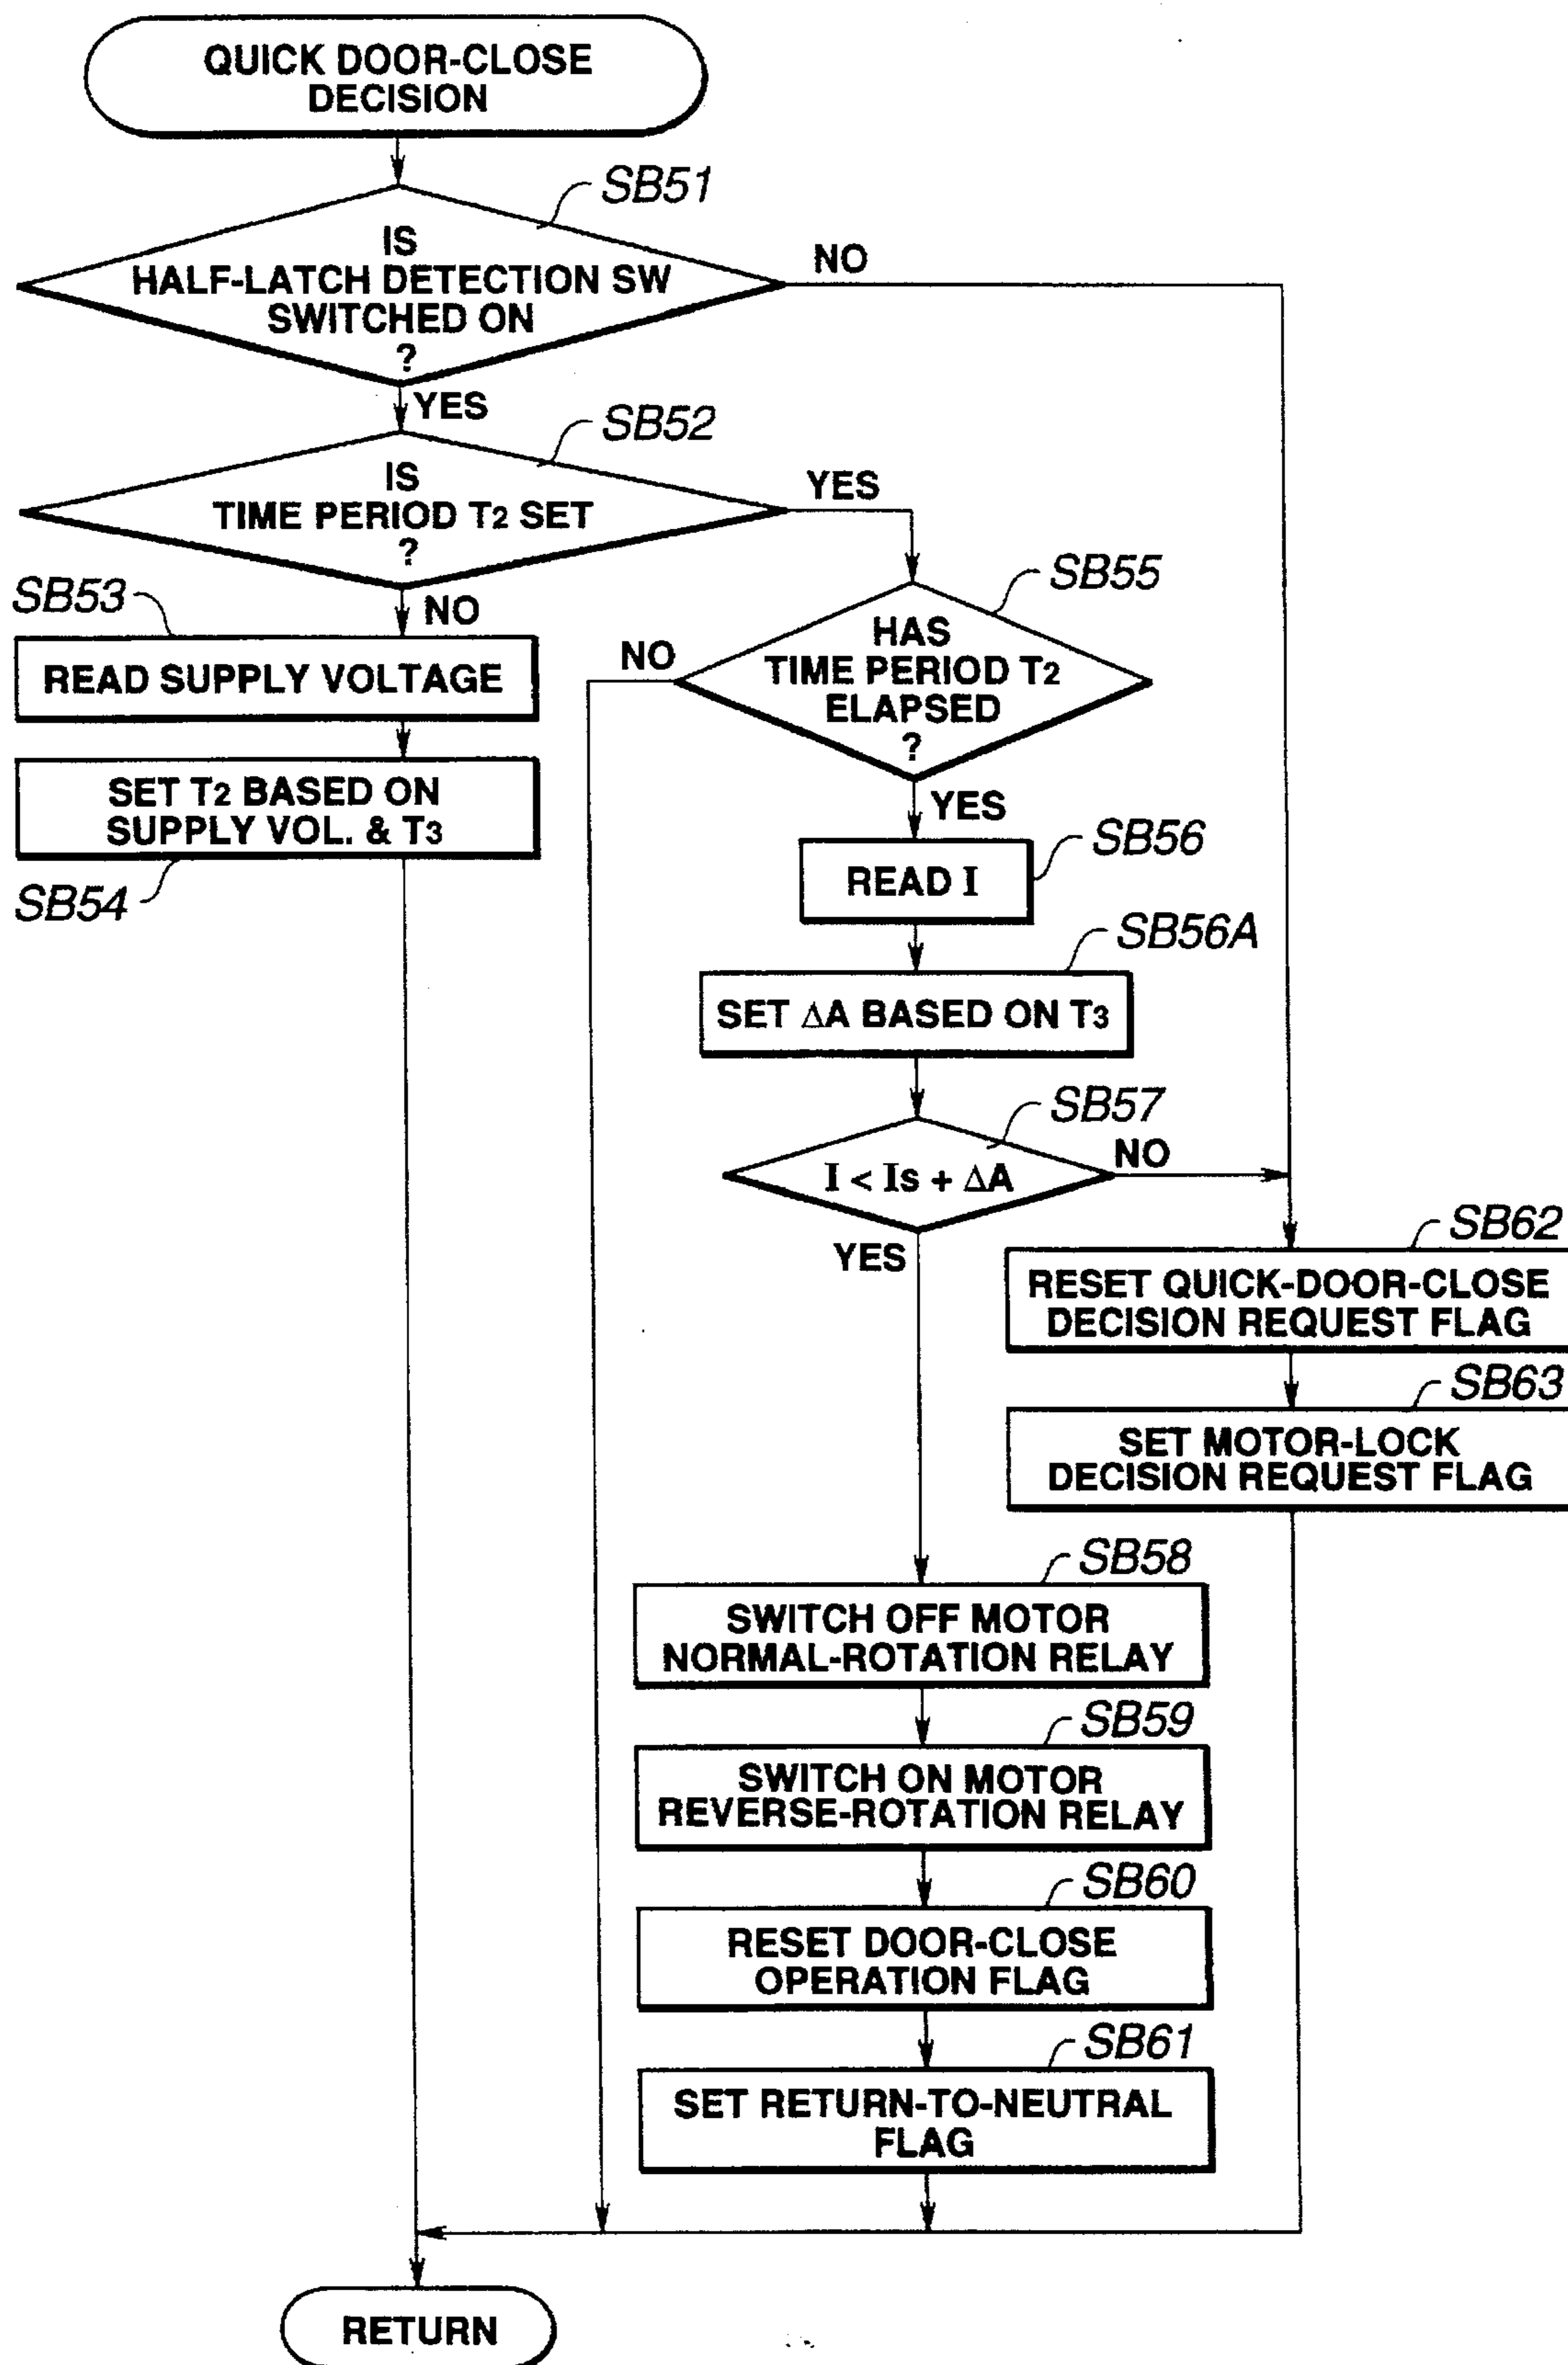 QUICK DOOR-CLOSE
DECISION
SB51
IS
HALF-LATCH DETECTION SW
SWITCHED ON
?
NO
YES
SB52
IS
TIME PERIOD T2 SET
?
YES
NO
SB53
READ SUPPLY VOLTAGE
SET T2 BASED ON
SUPPLY VOL. & T3
SB54
SB55
HAS
TIME PERIOD T2
ELAPSED
?
NO
YES
SB56
READ I
SB56A
SET ΔA BASED ON T3
SB57
I < Is + ΔA
NO
YES
SB62
RESET QUICK-DOOR-CLOSE
DECISION REQUEST FLAG
SB63
SET MOTOR-LOCK
DECISION REQUEST FLAG
SB58
SWITCH OFF MOTOR
NORMAL-ROTATION RELAY
SB59
SWITCH ON MOTOR
REVERSE-ROTATION RELAY
SB60
RESET DOOR-CLOSE
OPERATION FLAG
SB61
SET RETURN-TO-NEUTRAL
FLAG
RETURN